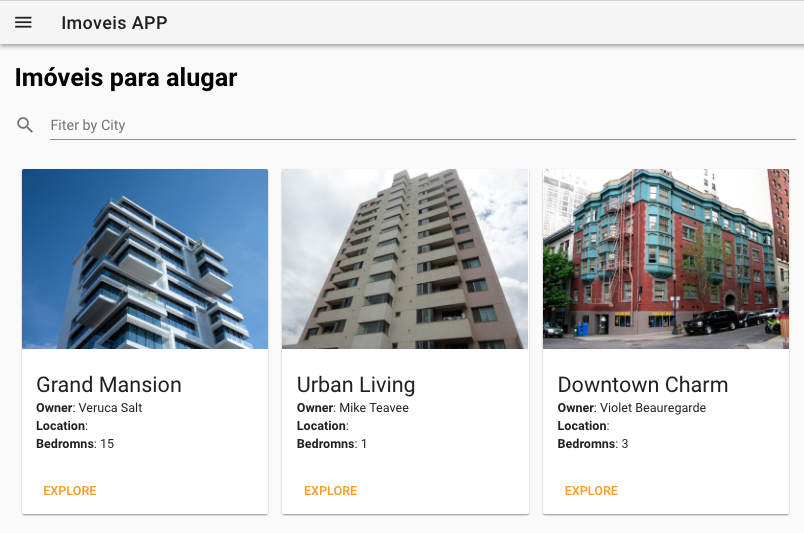 Imoveis APP
Imóveis para alugar
Fiter by City
Grand Mansion
Owner: Veruca Salt
Location:
Bedromns: 15
EXPLORE
Urban Living
Owner: Mike Teavee
Location:
Bedromns: 1
EXPLORE
Downtown Charm
Owner: Violet Beauregarde
Location:
Bedromns: 3
EXPLORE